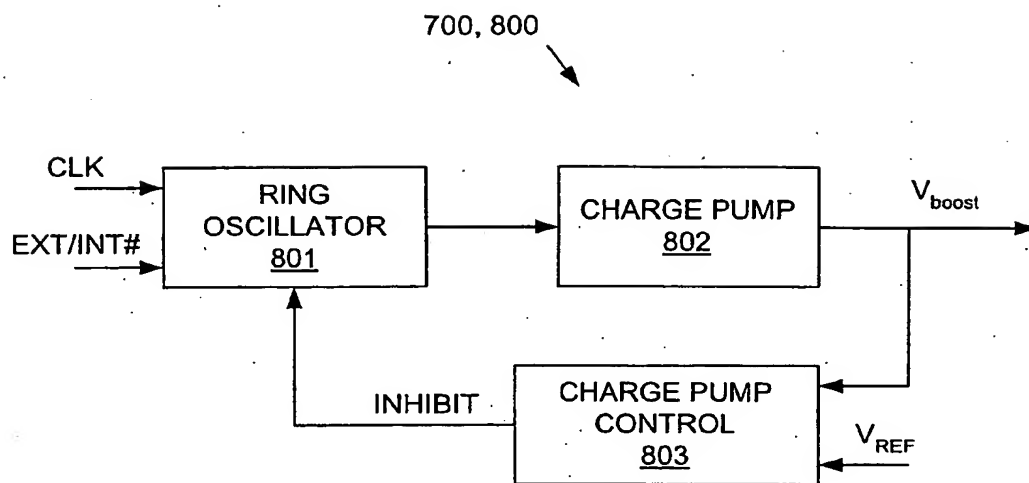 700, 800
CLK
EXT/INT#
RING
OSCILLATOR
801
CHARGE PUMP
802
V_boost
INHIBIT
CHARGE PUMP
CONTROL
803
V_REF